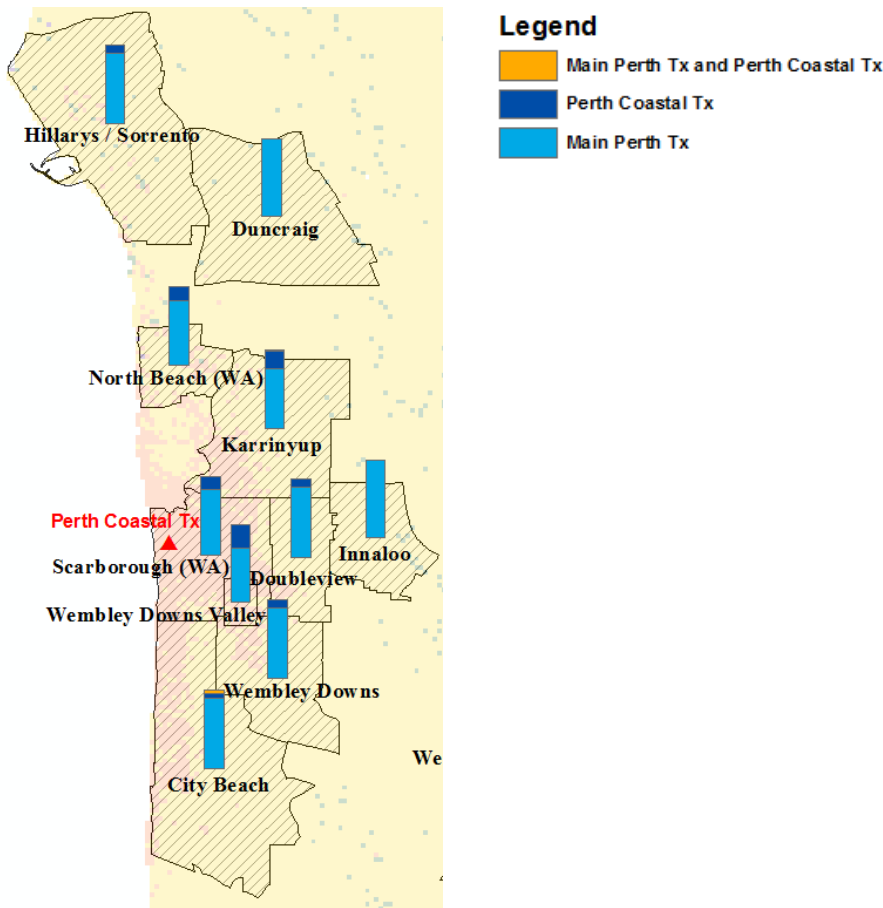 Legend
Main Perth Tx and Perth Coastal Tx
Perth Coastal Tx
Main Perth Tx
Hillarys / Sorrento
Duncraig
North Beach (WA)
Karrinyup
Perth Coastal Tx
Innaloo
Scarborough (WA)
Doubleview
Wembley Downs Valley
Wembley Downs
We
City Beach